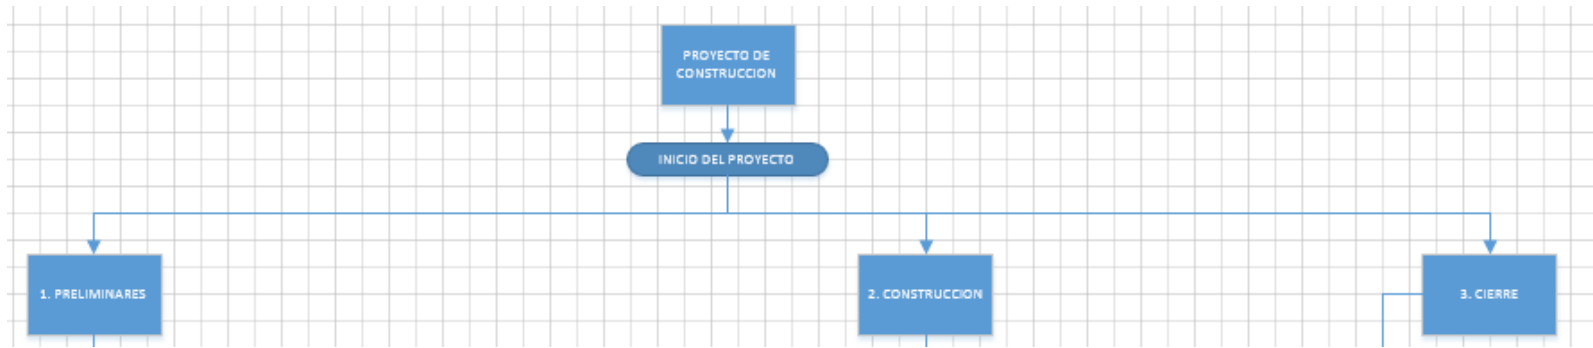 PROYECTO DE
CONSTRUCCION
INICIO DEL PROYECTO
1. PRELIMINARES
2. CONSTRUCCION
3. CIERRE